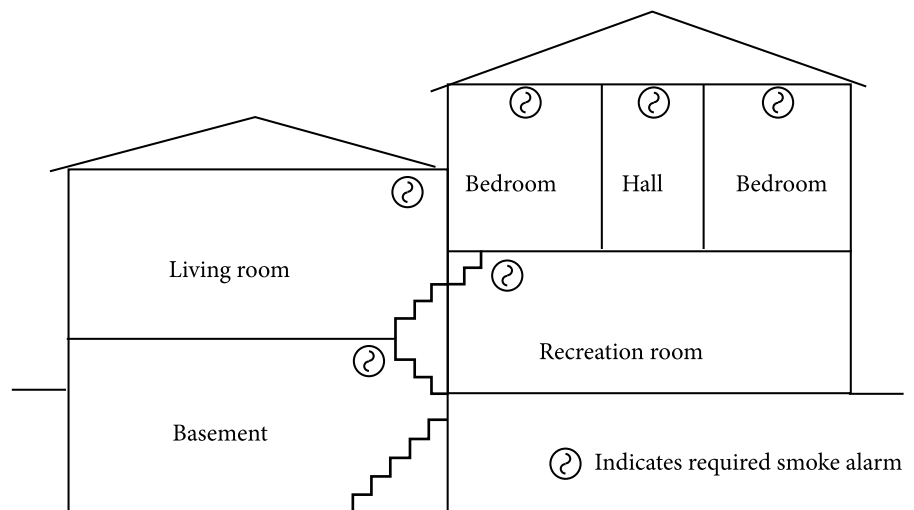 Bedroom
Hall
Bedroom
Living room
Recreation room
Basement
Indicates required smoke alarm